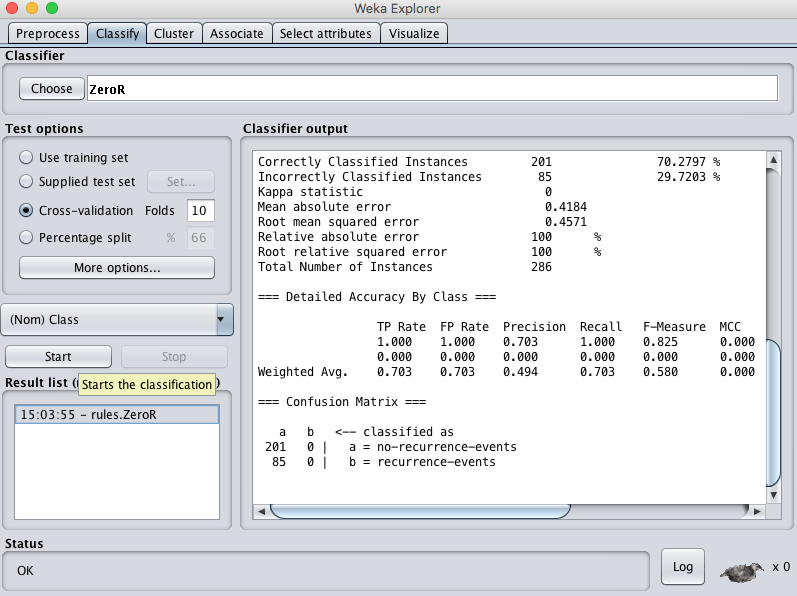 Weka Explorer
Preprocess Classify Cluster Associate Select attributes Visualize
Classifier
Choose ZeroR
Test options
Use training set
Supplied test set Set...
Cross-validation Folds 10
Percentage split % 66
More options...
(Nom) Class
Start Stop
Result list ( )
Starts the classification
15:03:55 - rules.ZeroR
Classifier output
Correctly Classified Instances 201 70.2797 %
Incorrectly Classified Instances 85 29.7203 %
Kappa statistic 0
Mean absolute error 0.4184
Root mean squared error 0.4571
Relative absolute error 100 %
Root relative squared error 100 %
Total Number of Instances 286
=== Detailed Accuracy By Class ===
TP Rate FP Rate Precision Recall F-Measure MCC
1.000 1.000 0.703 1.000 0.825 0.000
0.000 0.000 0.000 0.000 0.000 0.000
Weighted Avg. 0.703 0.703 0.494 0.703 0.580 0.000
=== Confusion Matrix ===
a b <-- classified as
201 0 | a = no-recurrence-events
85 0 | b = recurrence-events
Status
OK
Log
x 0